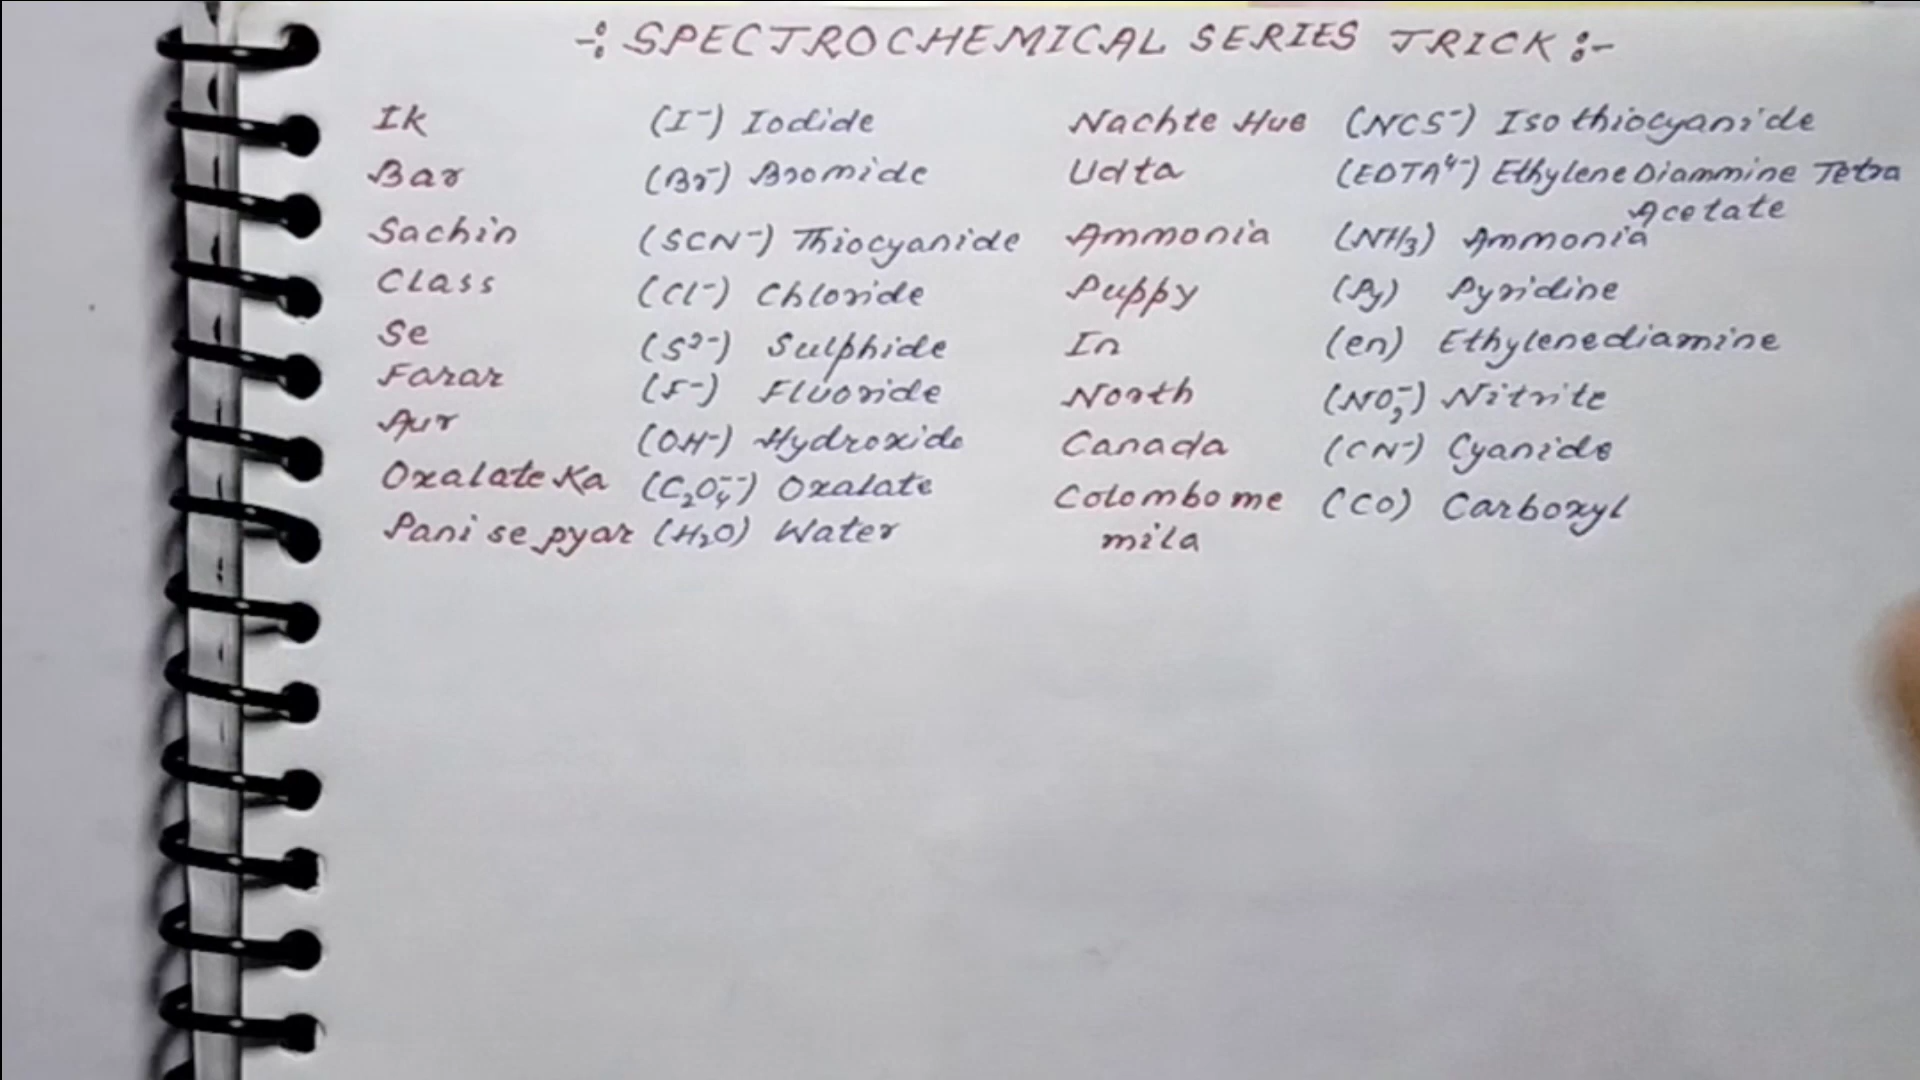 -: SPECTROCHEMICAL SERIES TRICK :-
Ik (I⁻) Iodide
Bar (Br⁻) Bromide
Sachin (SCN⁻) Thiocyanide
Class (Cl⁻) Chloride
Se (S²⁻) Sulphide
Farar (F⁻) Fluoride
Aur (OH⁻) Hydroxide
Oxalate Ka (C₂O₄⁻⁻) Oxalate
Pani se pyar (H₂O) Water
Nachte Hue (NCS⁻) Isothiocyanide
Udta (EDTA⁴⁻) Ethylene Diammine Tetra
Acetate
Ammonia (NH₃) Ammonia
Puppy (Py) Pyridine
In (en) Ethylenediamine
North (NO₂⁻) Nitrite
Canada (CN⁻) Cyanide
Colombo me (CO) Carboxyl
mila